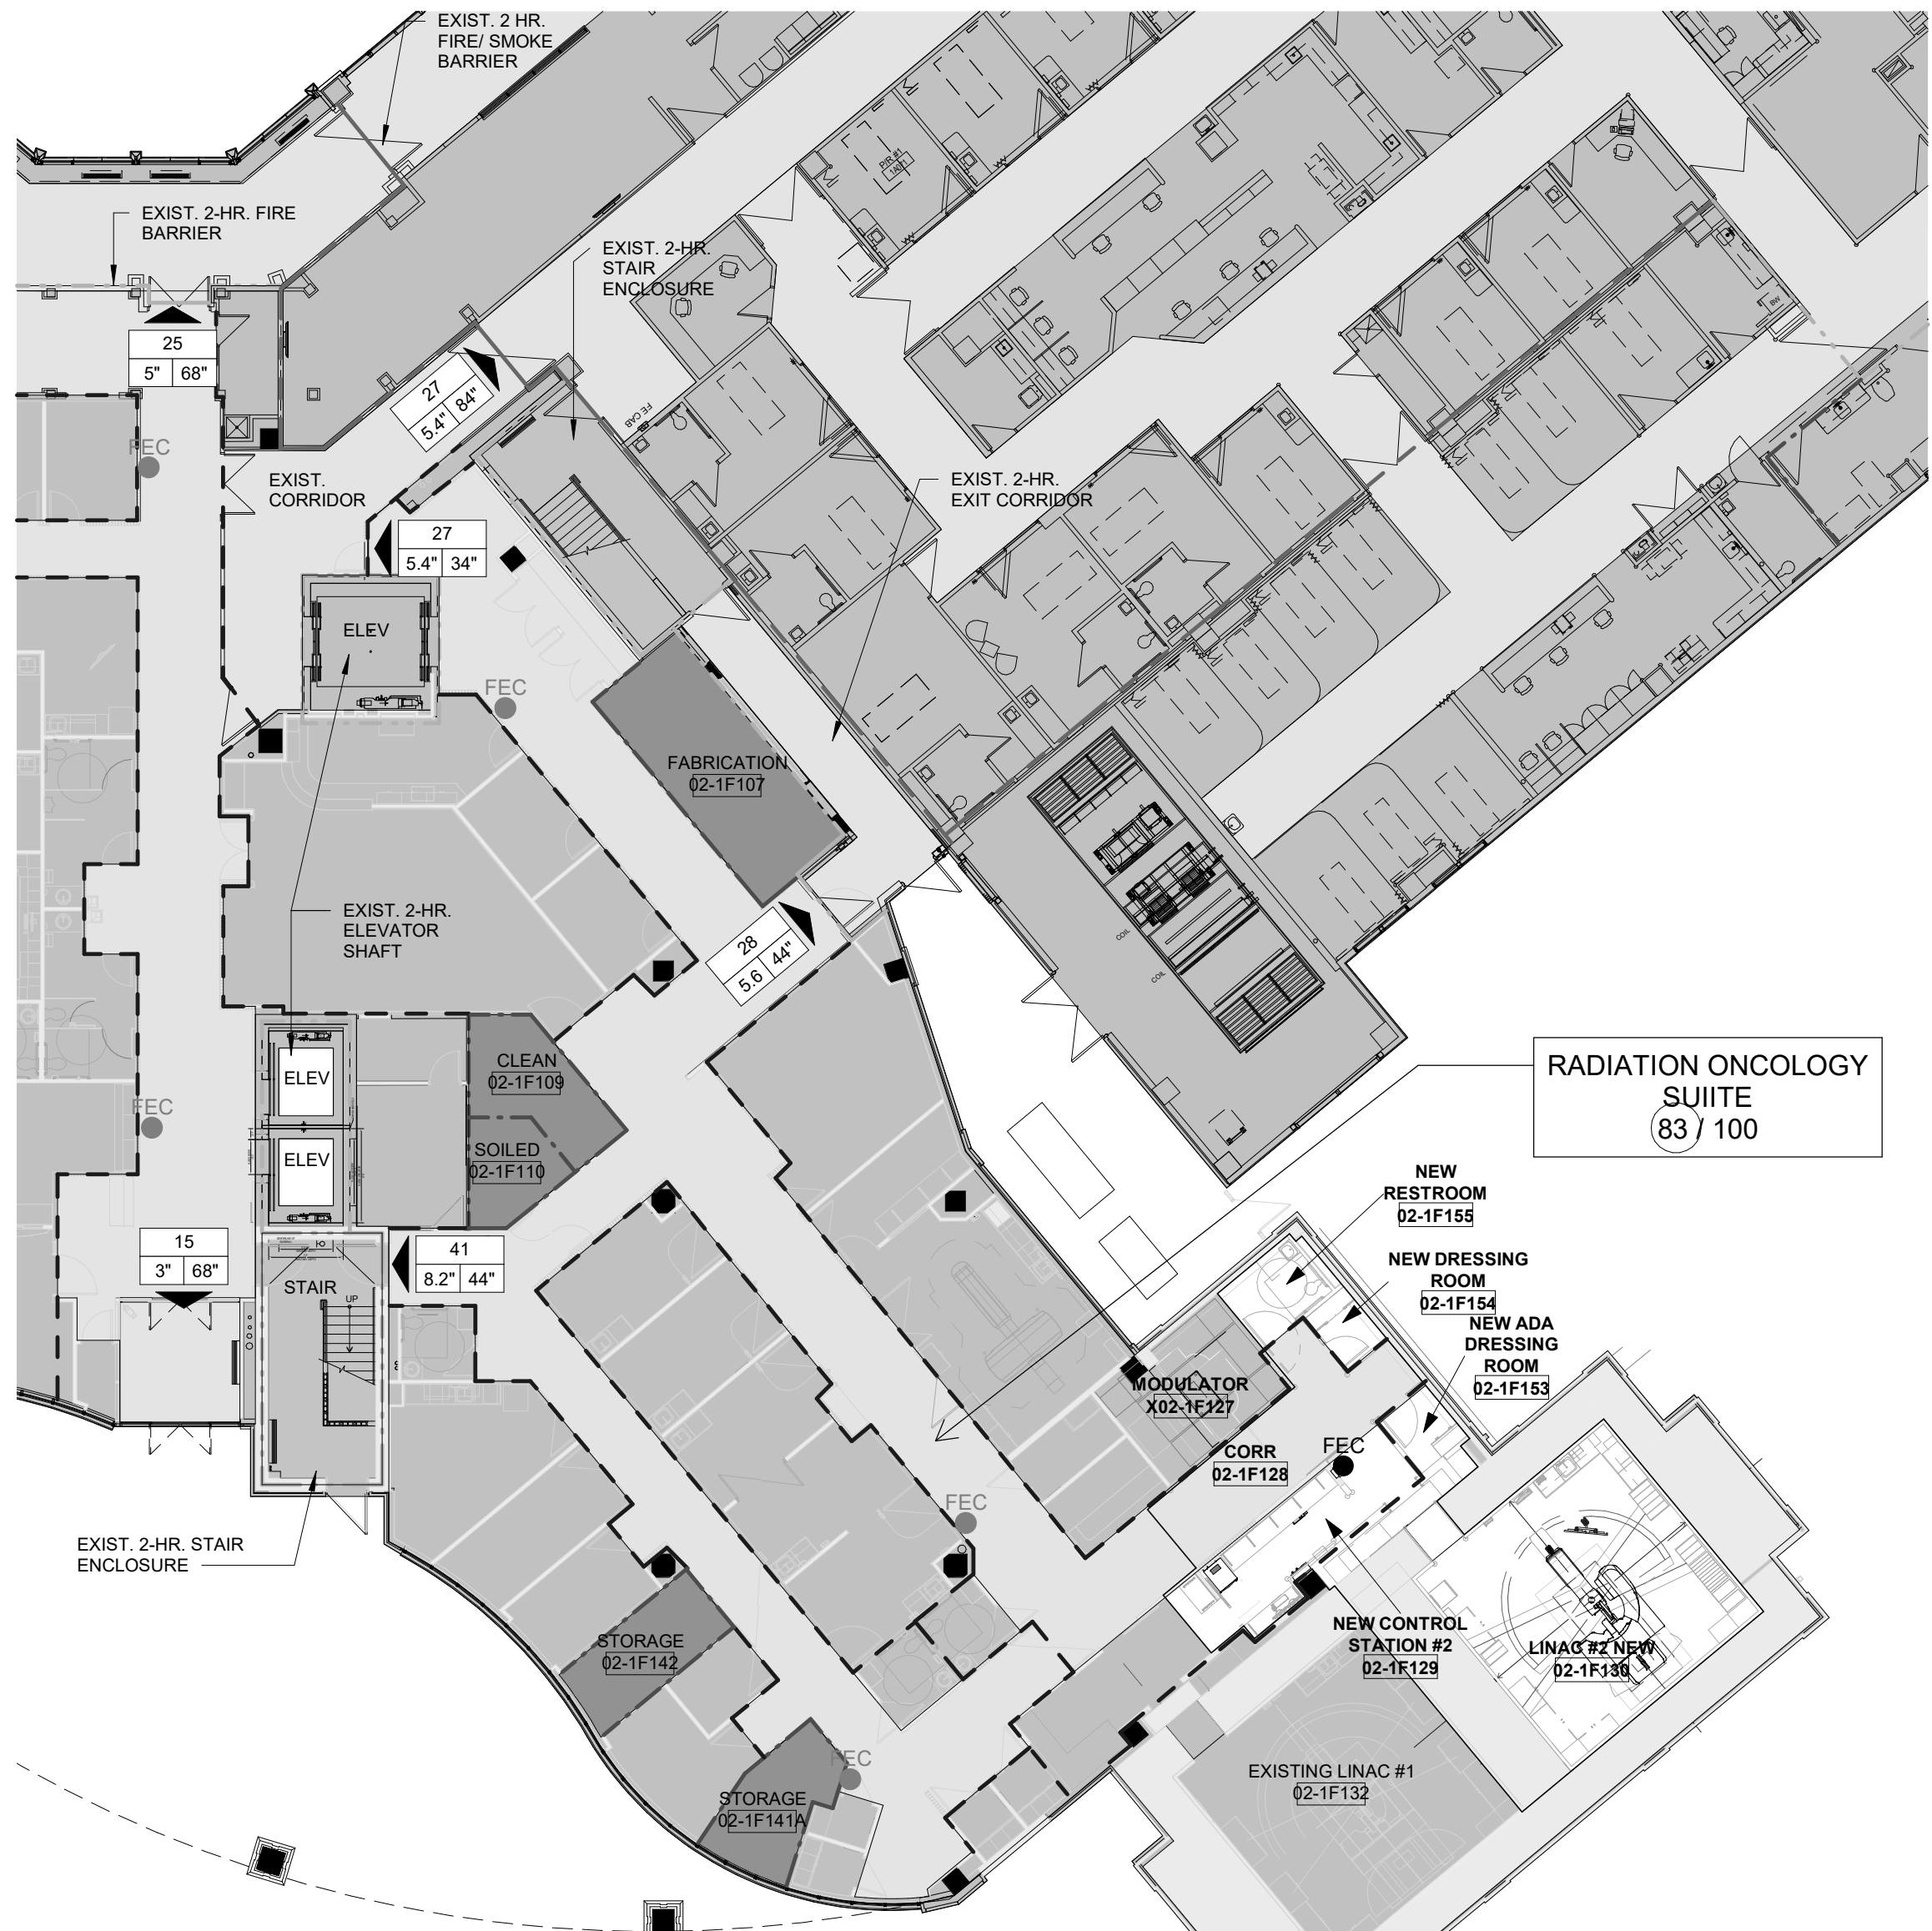 EXIST. 2 HR.
FIRE/ SMOKE
BARRIER
EXIST. 2-HR. FIRE
BARRIER
EXIST. 2-HR.
STAIR
ENCLOSURE
P/R #1
BW
25
5" 68"
27
5.4" 84"
FE CAB
FEC
EXIST.
CORRIDOR
EXIST. 2-HR.
EXIT CORRIDOR
27
5.4" 34"
ELEV
FEC
FABRICATION
02-1F107
EXIST. 2-HR.
ELEVATOR
SHAFT
28
5.6 44"
COIL
COIL
CLEAN
02-1F109
ELEV
FEC
SOILED
02-1F110
ELEV
RADIATION ONCOLOGY
SUIITE
83 / 100
NEW
RESTROOM
02-1F155
15
3" 68"
41
8.2" 44"
STAIR
UP
NEW DRESSING
ROOM
02-1F154
NEW ADA
DRESSING
ROOM
02-1F153
MODULATOR
X02-1F127
CORR
02-1F128
FEC
FEC
EXIST. 2-HR. STAIR
ENCLOSURE
STORAGE
02-1F142
NEW CONTROL
STATION #2
02-1F129
LINAC #2 NEW
02-1F130
FEC
STORAGE
02-1F141A
EXISTING LINAC #1
02-1F132